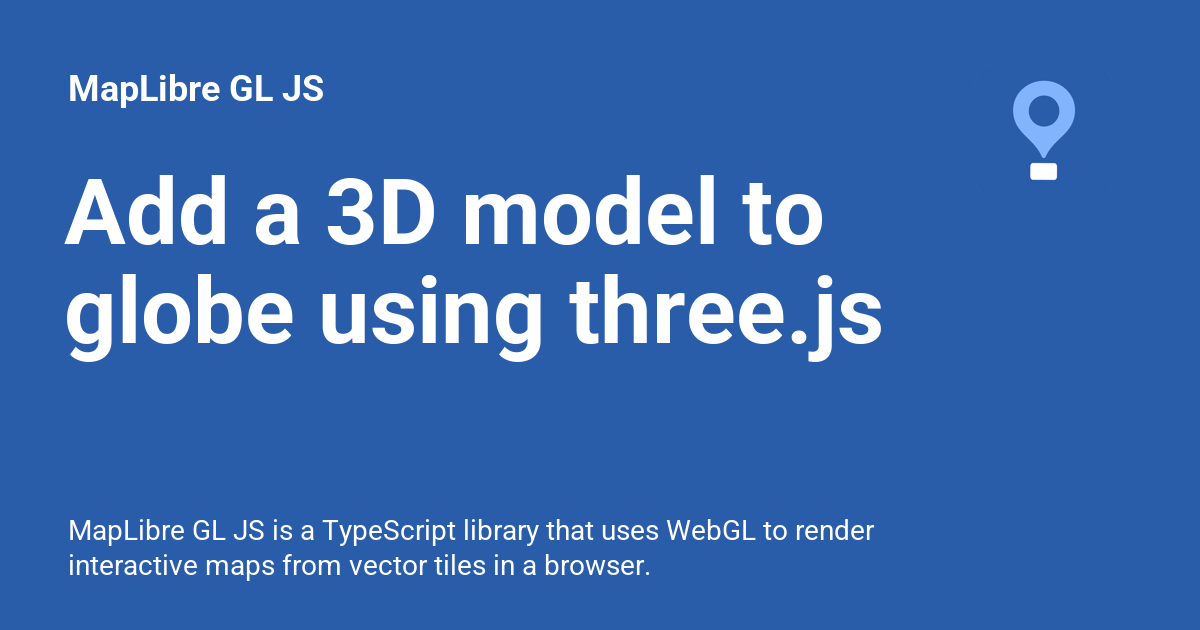 MapLibre GL JS
Add a 3D model to
globe using three.js
MapLibre GL JS is a TypeScript library that uses WebGL to render
interactive maps from vector tiles in a browser.